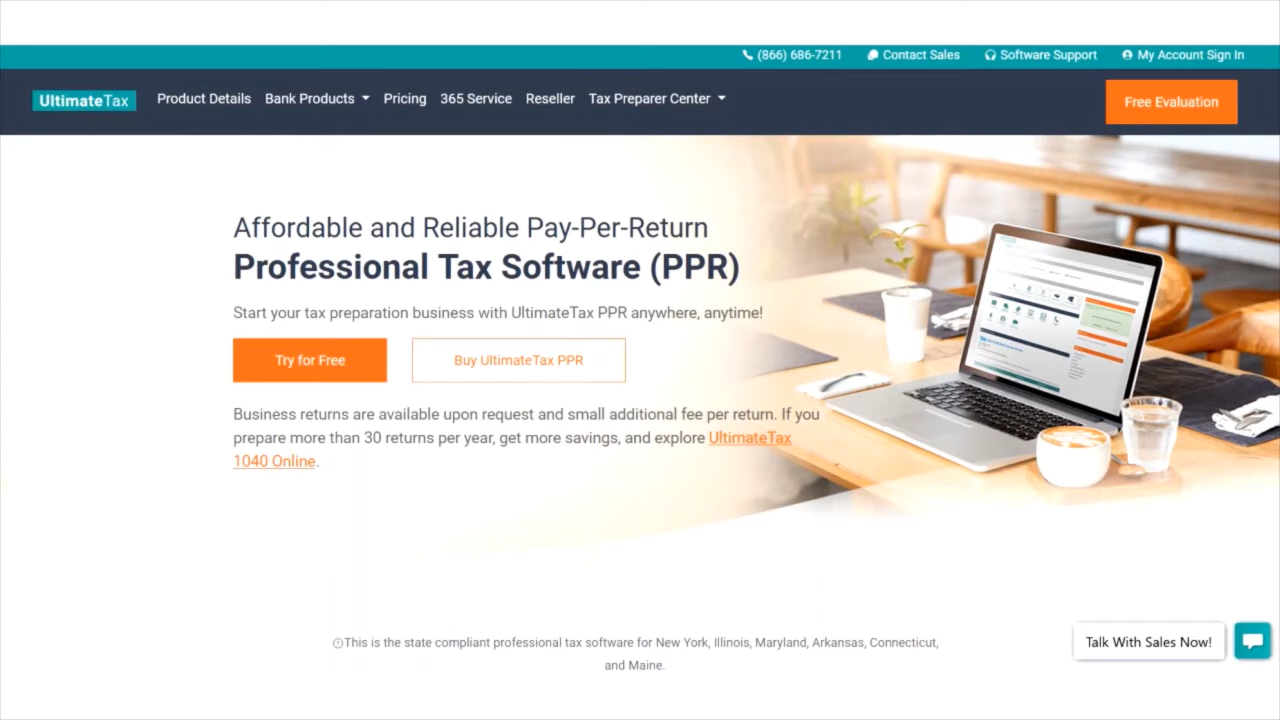 (866) 686-7211 Contact Sales Software Support My Account Sign In
UltimateTax Product Details Bank Products Pricing 365 Service Reseller Tax Preparer Center Free Evaluation
Affordable and Reliable Pay-Per-Return
Professional Tax Software (PPR)
Start your tax preparation business with UltimateTax PPR anywhere, anytime!
Try for Free Buy UltimateTax PPR
Business returns are available upon request and small additional fee per return. If you
prepare more than 30 returns per year, get more savings, and explore UltimateTax
1040 Online.
This is the state compliant professional tax software for New York, Illinois, Maryland, Arkansas, Connecticut,
and Maine.
Talk With Sales Now!